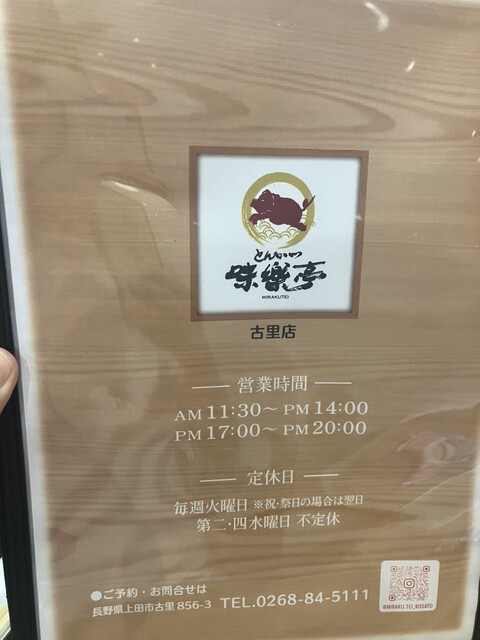 とんかつ
味樂亭
MIRAKUTEI
古里店
営業時間
AM 11:30〜 PM 14:00
PM 17:00〜 PM 20:00
定休日
毎週火曜日 ※祝・祭日の場合は翌日
第二・四水曜日 不定休
●ご予約・お問合せは
長野県上田市古里 856-3 TEL.0268-84-5111
@MIRAKU_TEI_KOSATO